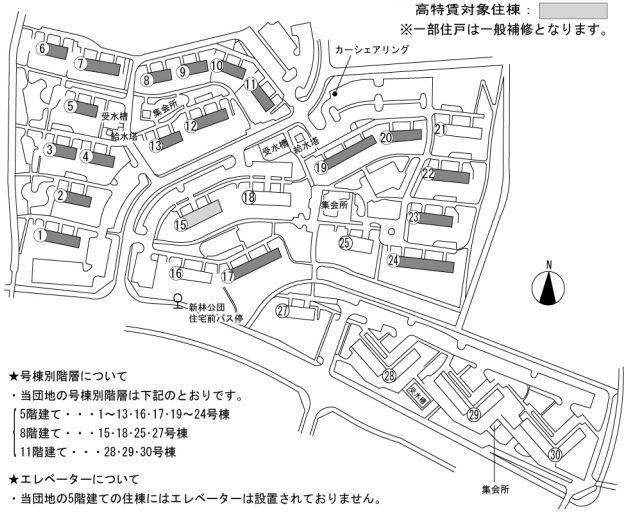 高特賃対象住棟：
※一部住戸は一般補修となります。
カーシェアリング
6
7
8
9
10
11
5
受水槽
集会所
給水塔
12
13
3
4
受水槽
給水塔
19
20
21
22
2
18
集会所
23
15
1
25
24
16
17
N
新林公団
住宅前バス停
27
28
受水槽
29
30
集会所
★号棟別階層について
・当団地の号棟別階層は下記のとおりです。
5階建て・・・1～13・16・17・19～24号棟
8階建て・・・15・18・25・27号棟
11階建て・・・28・29・30号棟
★エレベーターについて
・当団地の5階建ての住棟にはエレベーターは設置されておりません。